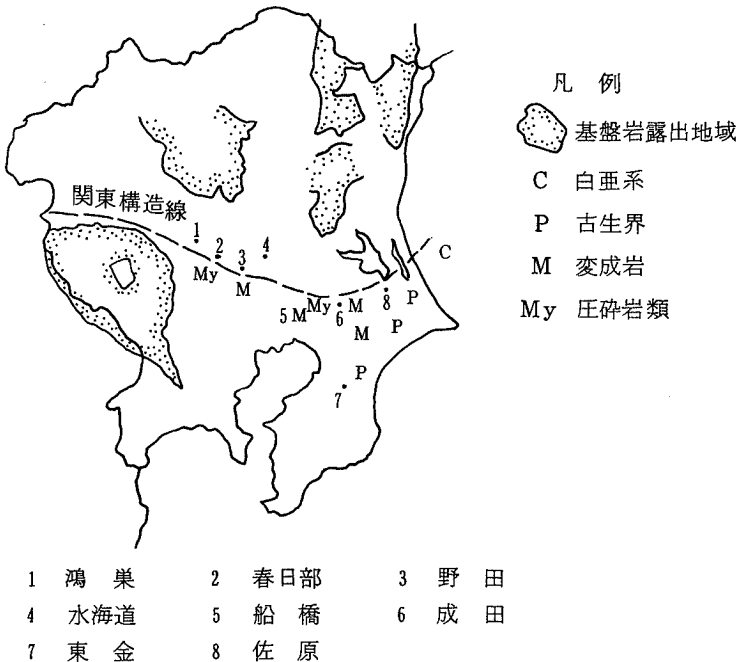 凡 例
基盤岩露出地域
C 白亜系
P 古生界
M 変成岩
My 圧砕岩類
関東構造線
1
2
4
3
My
M
C
5 M
My
M
6
8
P
M
P
P
7
1 鴻 巣 2 春日部 3 野 田
4 水海道 5 船 橋 6 成 田
7 東 金 8 佐 原